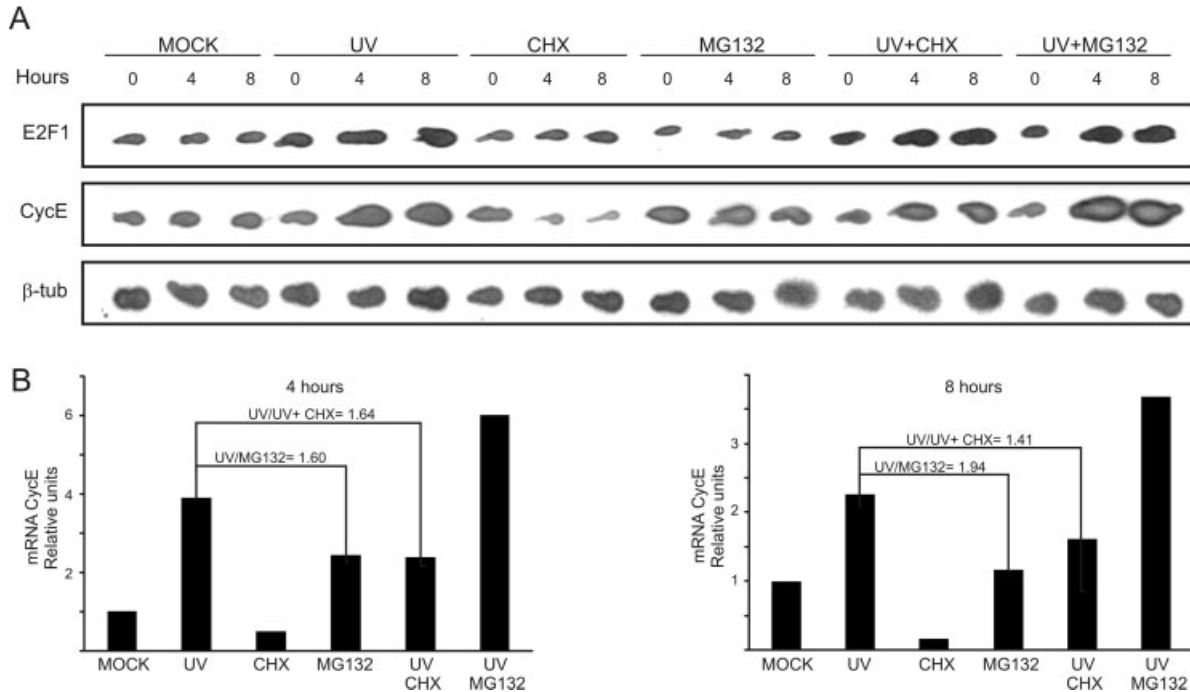 A
MOCK UV CHX MG132 UV+CHX UV+MG132
Hours 0 4 8 0 4 8 0 4 8 0 4 8 0 4 8 0 4 8
E2F1
CycE
β-tub
B
4 hours
mRNA CycE
Relative units
6
4
2
UV/UV+ CHX= 1.64
UV/MG132= 1.60
MOCK UV CHX MG132 UV UV
CHX MG132
8 hours
mRNA CycE
Relative units
3
2
1
UV/UV+ CHX= 1.41
UV/MG132= 1.94
MOCK UV CHX MG132 UV UV
CHX MG132